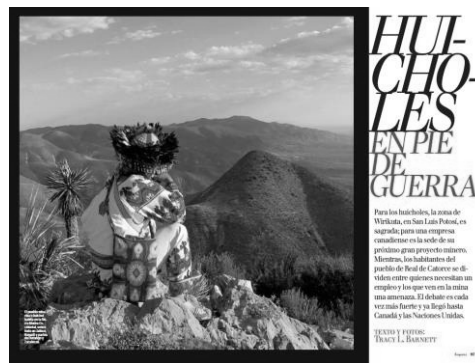 HUI-
CHO-
LES
EN PIE
DE
GUERRA
Para los huicholes, la zona de
Wirikuta, en San Luis Potosí, es
sagrada; para una empresa
canadiense es la sede de su
próximo gran proyecto minero.
Mientras, los habitantes del
pueblo de Real de Catorce se di-
viden entre quienes necesitan un
empleo y los que ven en la mina
una amenaza. El debate es cada
vez más fuerte y ya llegó hasta
Canadá y las Naciones Unidas.
TEXTO Y FOTOS:
TRACY L. BARNETT